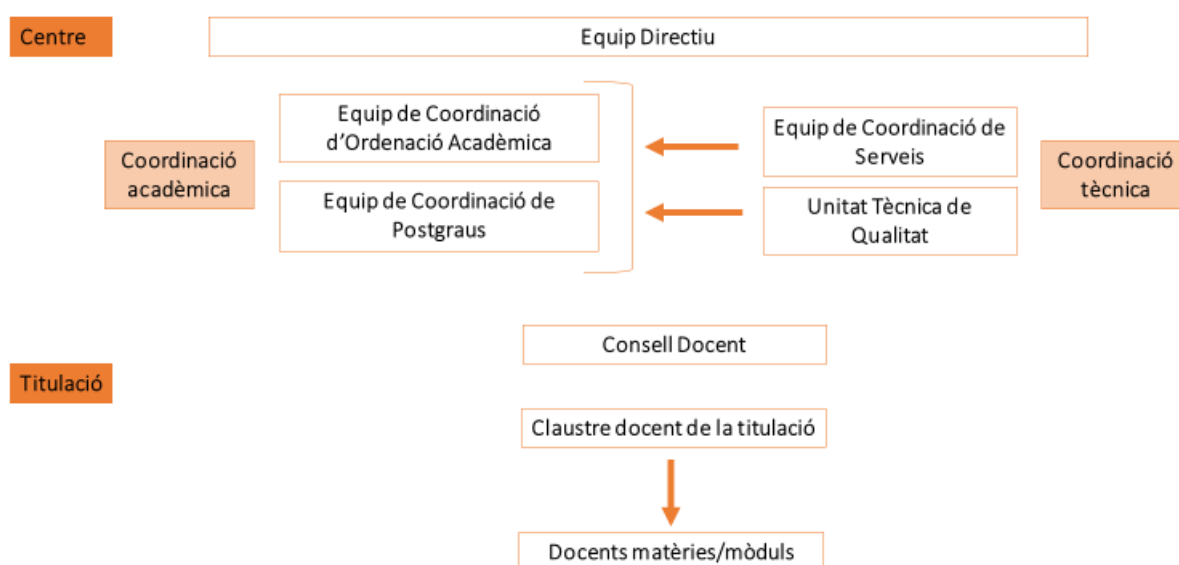 Centre
Equip Directiu
Equip de Coordinació
d'Ordenació Acadèmica
Equip de Coordinació de
Serveis
Coordinació
acadèmica
Coordinació
tècnica
Equip de Coordinació de
Postgraus
Unitat Tècnica de
Qualitat
Consell Docent
Titulació
Claustre docent de la titulació
Docents matèries/mòduls